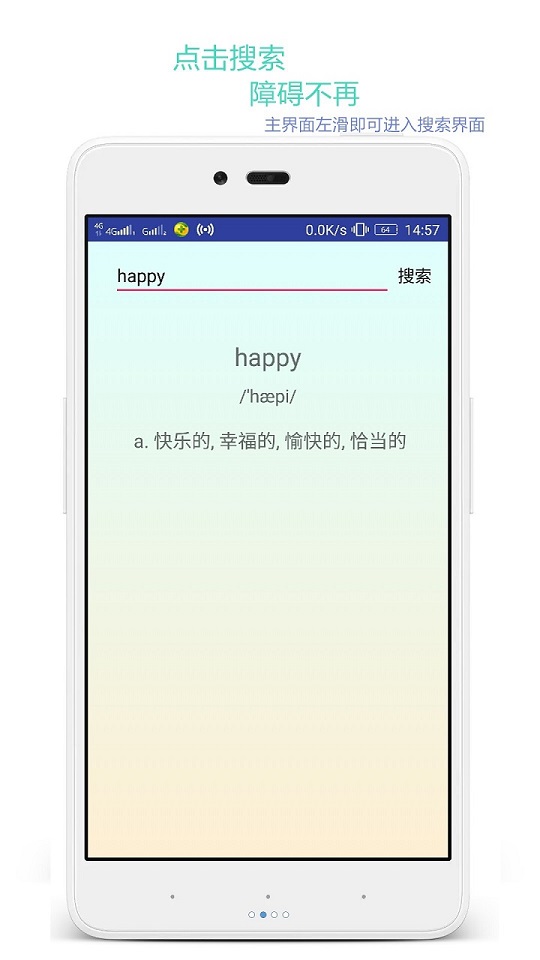 点击搜索
障碍不再
主界面左滑即可进入搜索界面
4G 4G G 2 0.0K/s 64 14:57
happy 搜索
happy
/'hæpi/
a. 快乐的, 幸福的, 愉快的, 恰当的